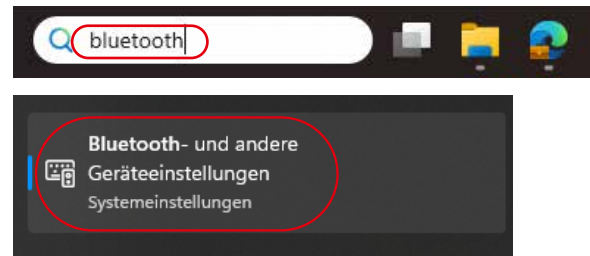 bluetooth
Bluetooth- und andere
Geräteeinstellungen
Systemeinstellungen